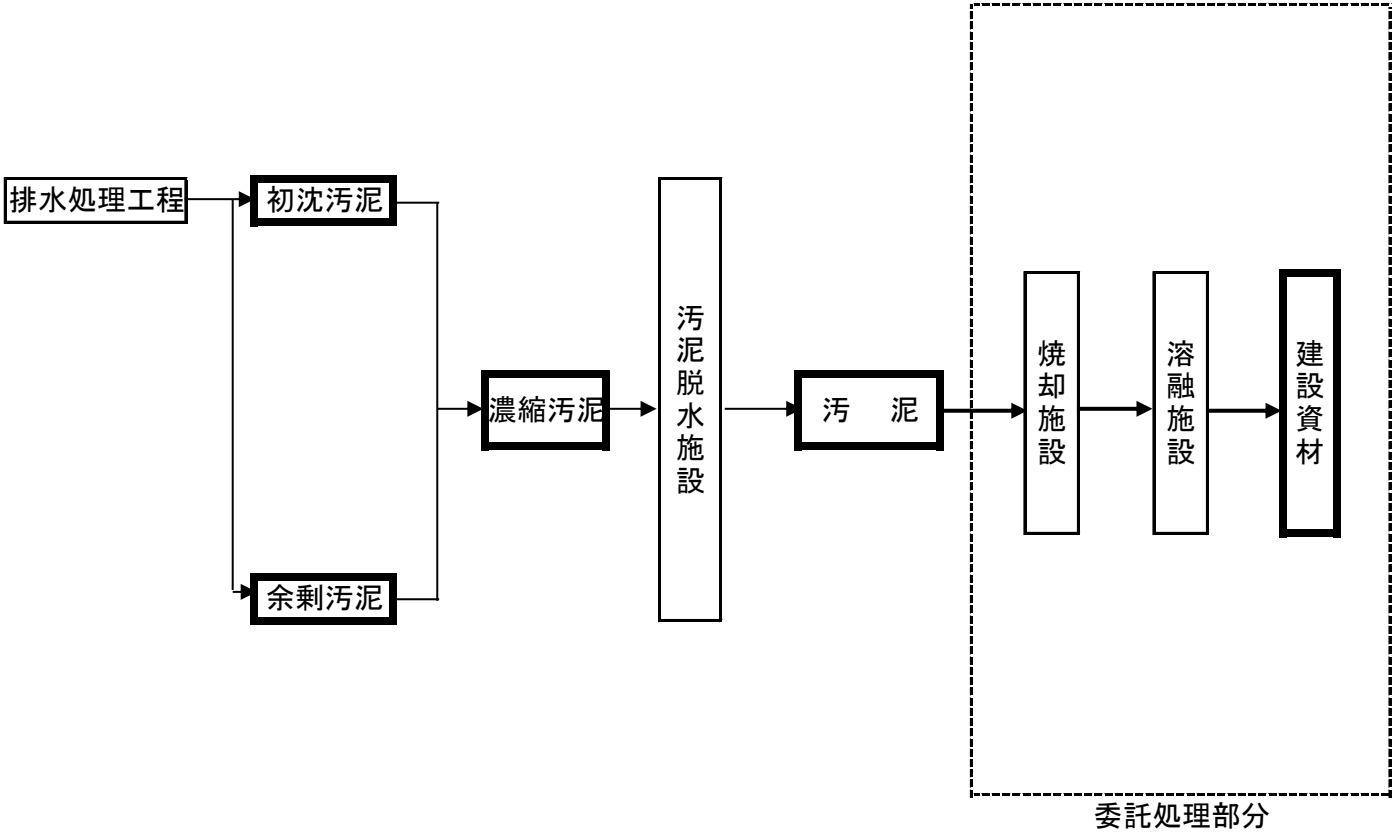 排水処理工程
初沈汚泥
余剰汚泥
濃縮汚泥
汚泥脱水施設
汚　泥
焼却施設
溶融施設
建設資材
委託処理部分